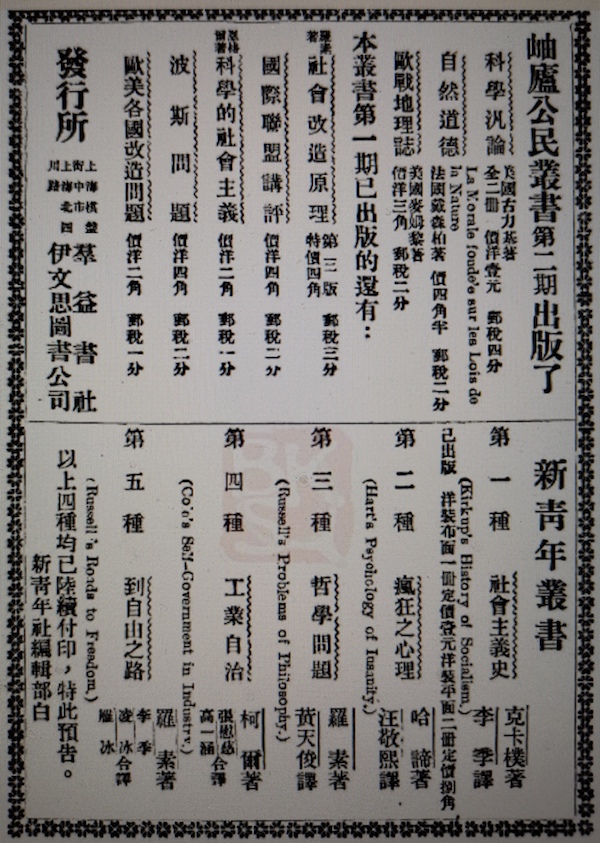 岫廬公民叢書第二期出版了
科學汎論
美國古力基著
全二冊 價洋壹元 郵稅四分
自然道德
La Morale foudée sur les Lois de
la Nature
法國戴森柏著 價四角半 郵稅二分
歐戰地理誌
美國麥姆黎著
價洋三角 郵稅二分
本叢書第一期已出版的還有：
羅素著
社會改造原理
第二版 郵稅三分
特價四角
國際聯盟講評
價洋四角 郵稅二分
恩格爾著
科學的社會主義
價洋二角 郵稅一分
波斯問題
價洋四角 郵稅二分
歐美各國改造問題
價洋二角 郵稅一分
發行所
上海棋盤街中市
羣益書社
上海北四川路
伊文思圖書公司
新青年叢書
第一種 社會主義史
(Kirkup's History of Socialism.)
克卡樸著
李季譯
已出版 洋裝布面一冊定價壹元洋裝平面二冊定價捌角
第二種 瘋狂之心理
(Hart's Psychology of Insanity.)
哈諦著
汪敬熙譯
第三種 哲學問題
(Russell's Problems of Philosophy.)
羅素著
黃天俊譯
第四種 工業自治
(Co'e's Self-Government in Industry.)
柯爾著
張慰慈
高一涵
合譯
第五種 到自由之路
(Russell's Roads to Freedom.)
羅素著
李季
凌冰
雁冰
合譯
以上四種均已陸續付印，特此預告。
新青年社編輯部白